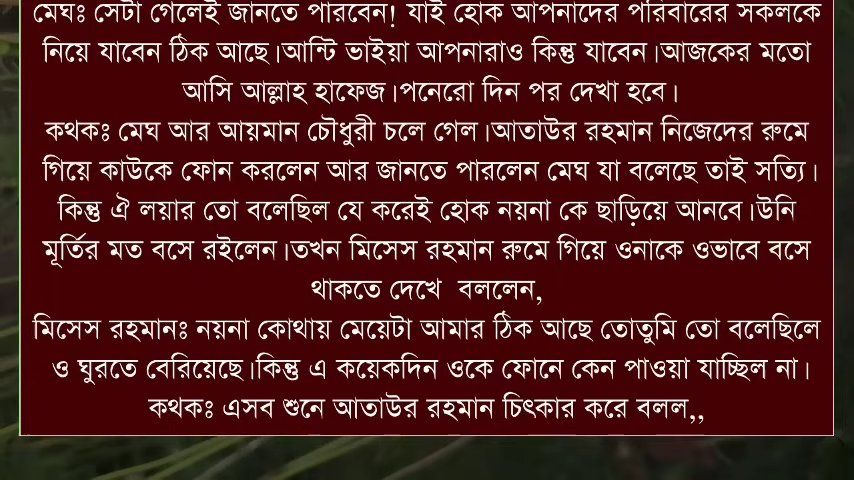 মেঘঃ সেটা গেলেই জানতে পারবেন! যাই হোক আপনাদের পরিবারের সকলকে
নিয়ে যাবেন ঠিক আছে।আন্টি ভাইয়া আপনারাও কিন্তু যাবেন।আজকের মতো
আসি আল্লাহ হাফেজ।পনেরো দিন পর দেখা হবে।
কথকঃ মেঘ আর আয়মান চৌধুরী চলে গেল।আতাউর রহমান নিজেদের রুমে
গিয়ে কাউকে ফোন করলেন আর জানতে পারলেন মেঘ যা বলেছে তাই সত্যি।
কিন্তু ঐ লয়ার তো বলেছিল যে করেই হোক নয়না কে ছাড়িয়ে আনবে।উনি
মূর্তির মত বসে রইলেন।তখন মিসেস রহমান রুমে গিয়ে ওনাকে ওভাবে বসে
থাকতে দেখে বললেন,
মিসেস রহমানঃ নয়না কোথায় মেয়েটা আমার ঠিক আছে তোতুমি তো বলেছিলে
ও ঘুরতে বেরিয়েছে।কিন্তু এ কয়েকদিন ওকে ফোনে কেন পাওয়া যাচ্ছিল না।
কথকঃ এসব শুনে আতাউর রহমান চিৎকার করে বলল,,